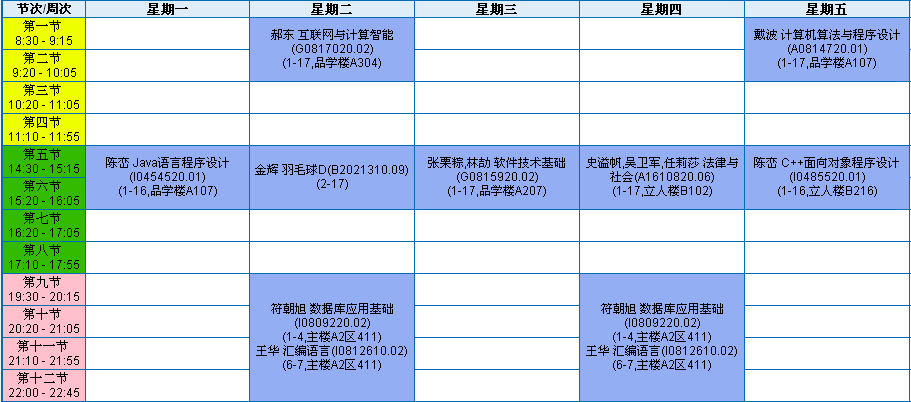 节次/周次 星期一 星期二 星期三 星期四 星期五
第一节
8:30 - 9:15
第二节
9:20 - 10:05
郝东 互联网与计算智能
(G0817020.02)
(1-17,品学楼A304)
戴波 计算机算法与程序设计
(A0814720.01)
(1-17,品学楼A107)
第三节
10:20 - 11:05
第四节
11:10 - 11:55
第五节
14:30 - 15:15
第六节
15:20 - 16:05
陈峦 Java语言程序设计
(I0454520.01)
(1-16,品学楼A107)
金辉 羽毛球D(B2021310.09)
(2-17)
张栗粽,林劼 软件技术基础
(G0815920.02)
(1-17,品学楼A207)
史溢帆,吴卫军,任莉莎 法律与
社会(A1610820.06)
(1-17,立人楼B102)
陈峦 C++面向对象程序设计
(I0485520.01)
(1-16,立人楼B216)
第七节
16:20 - 17:05
第八节
17:10 - 17:55
第九节
19:30 - 20:15
第十节
20:20 - 21:05
第十一节
21:10 - 21:55
第十二节
22:00 - 22:45
符朝旭 数据库应用基础
(I0809220.02)
(1-4,主楼A2区411)
王华 汇编语言(I0812610.02)
(6-7,主楼A2区411)
符朝旭 数据库应用基础
(I0809220.02)
(1-4,主楼A2区411)
王华 汇编语言(I0812610.02)
(6-7,主楼A2区411)